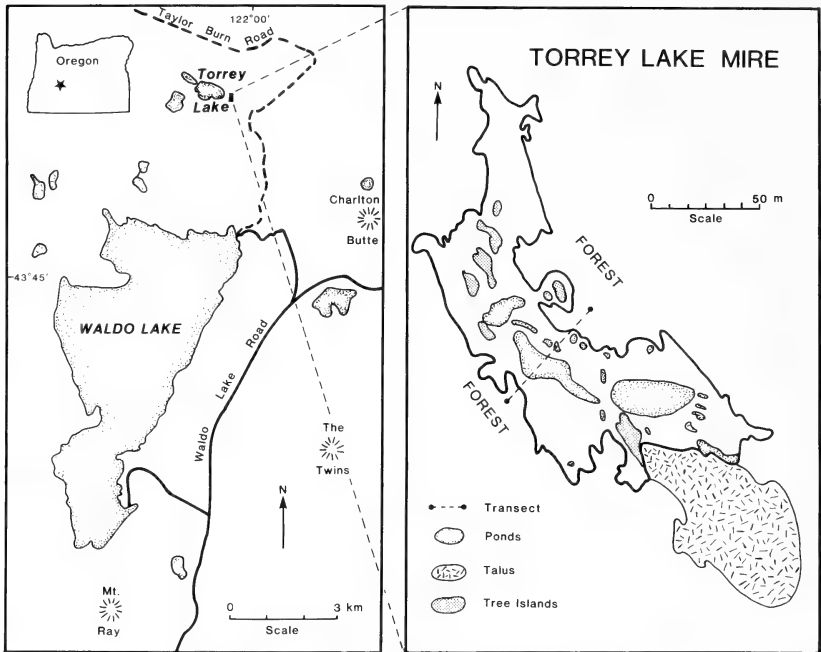 122°00'
Taylor Burn Road
Oregon
Torrey
Lake
Charlton
Butte
43°45'
WALDO LAKE
Waldo Lake Road
The
Twins
N
Mt.
Ray
0 3 km
Scale
TORREY LAKE MIRE
N
0 50 m
Scale
FOREST
FOREST
Transect
Ponds
Talus
Tree Islands